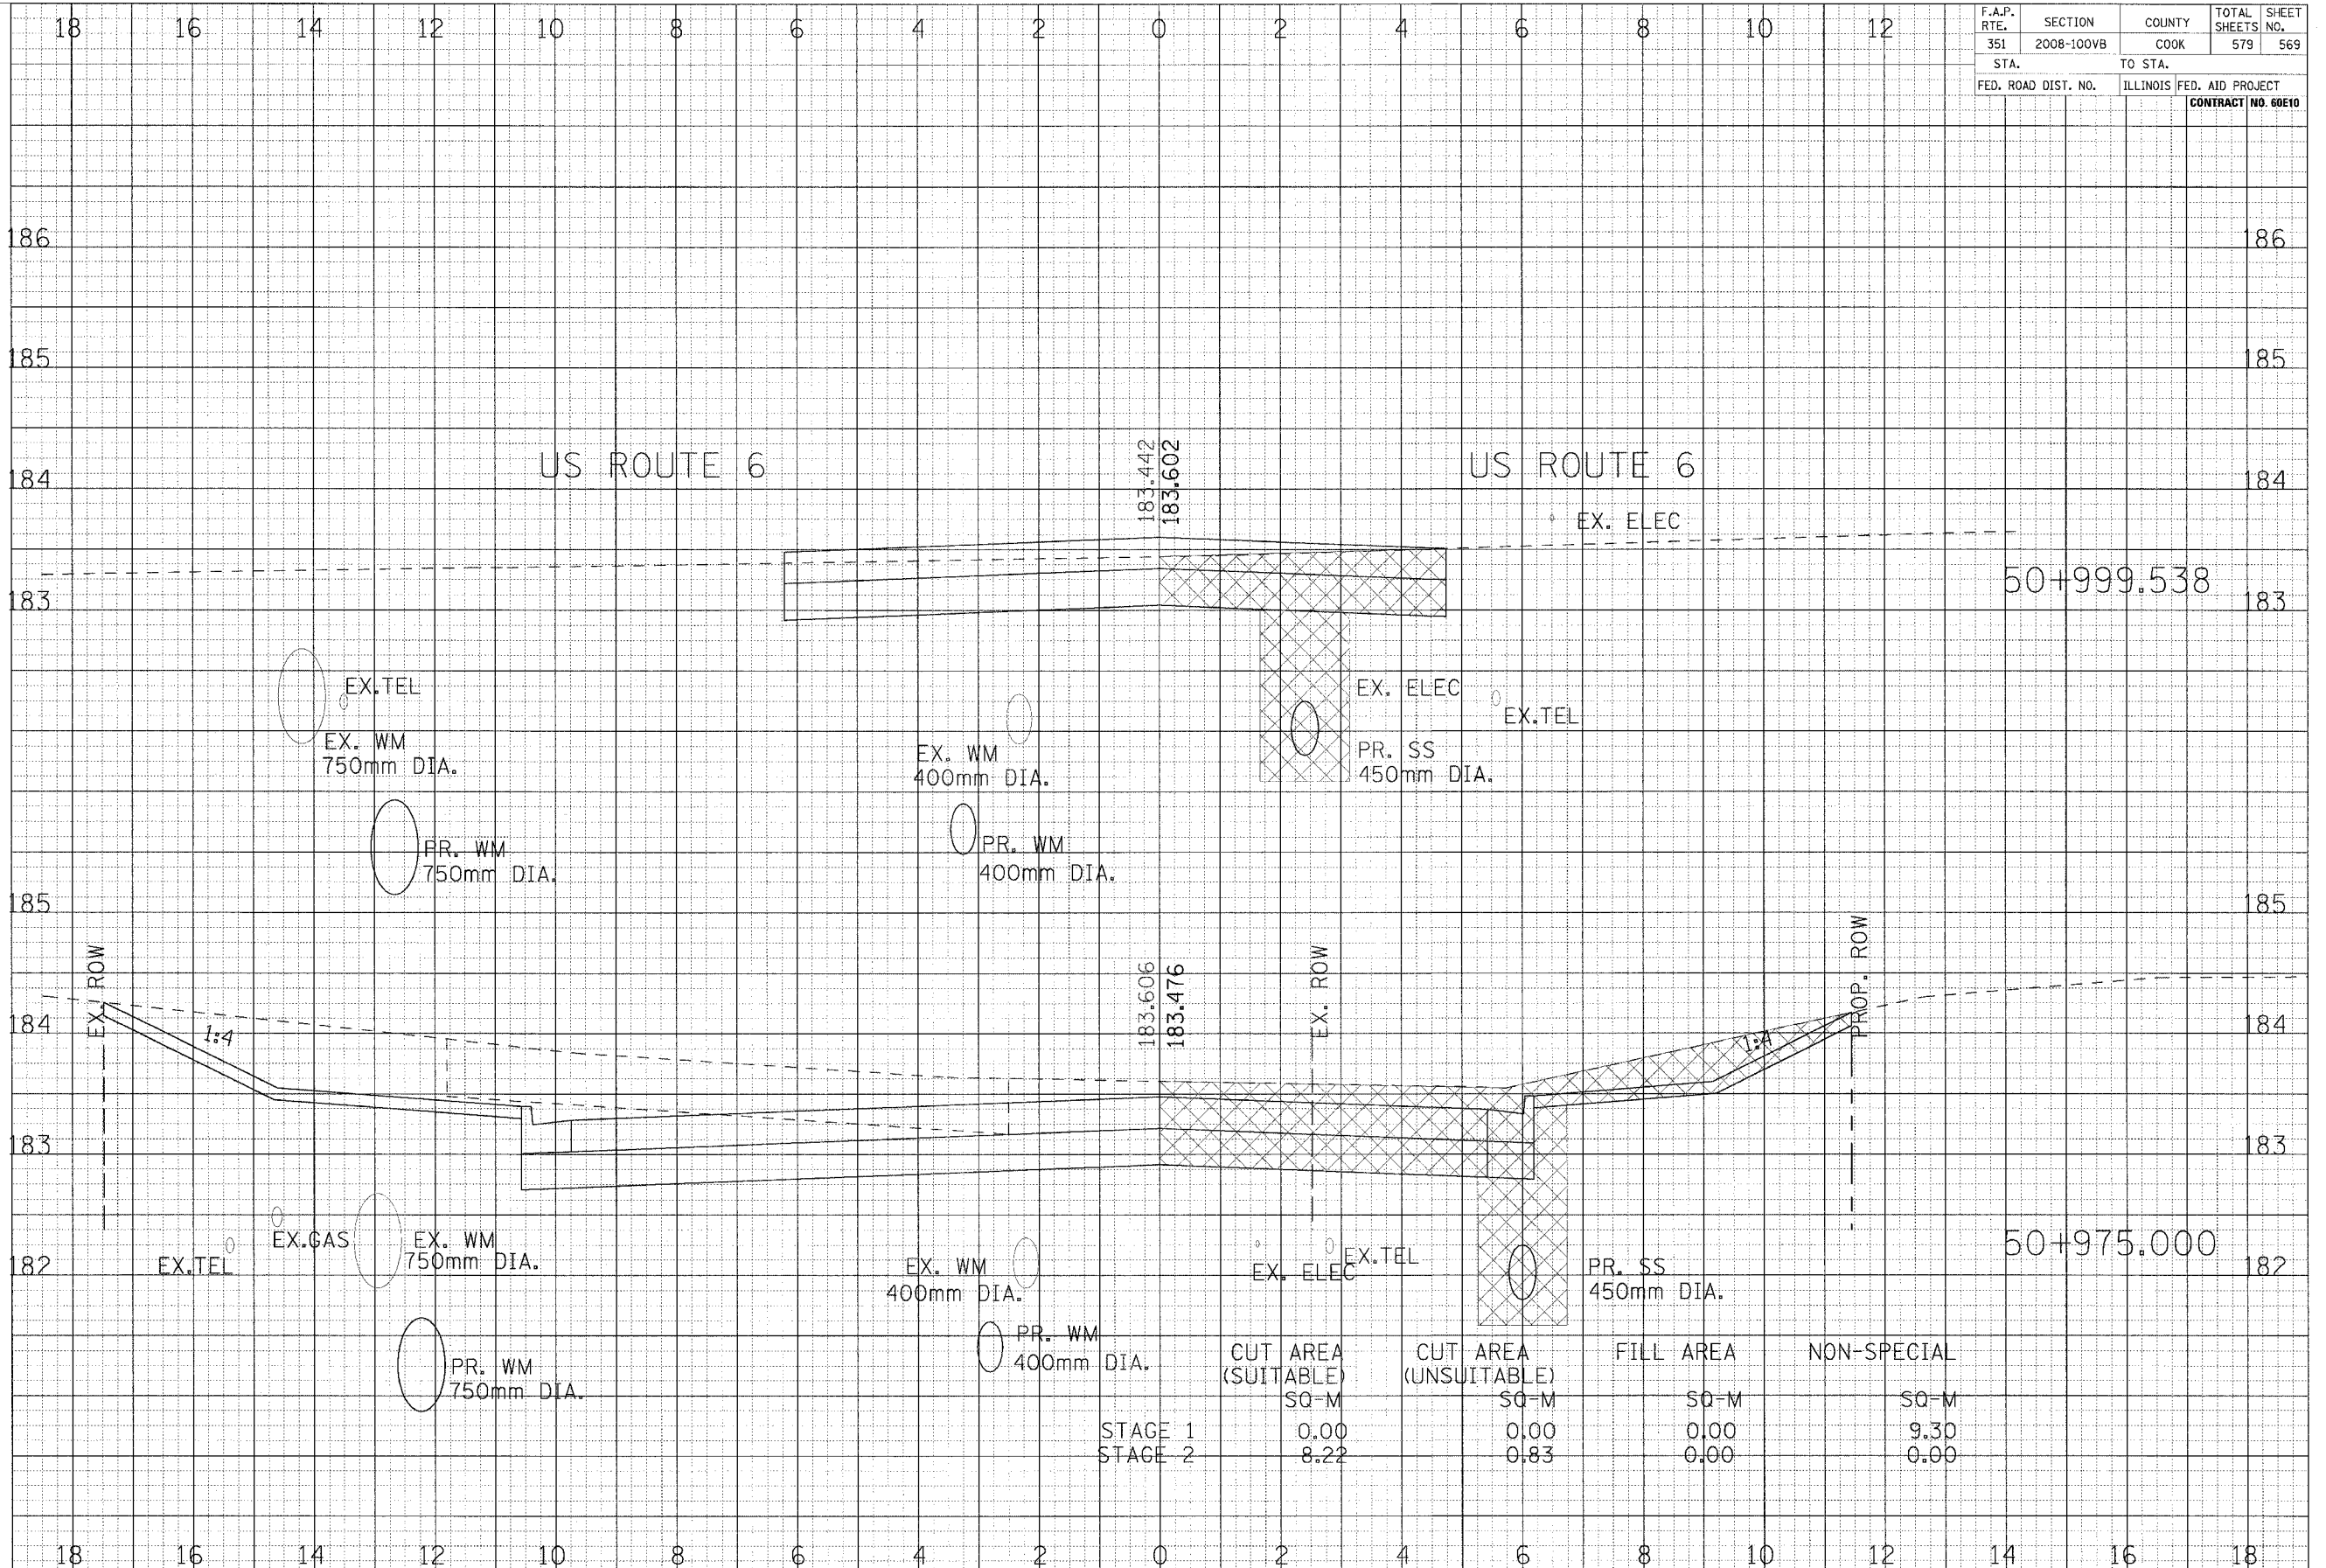 18 16 14 12 10 8 6 4 2 0 2 4 6 8 10 12
F.A.P. RTE. SECTION COUNTY TOTAL SHEETS SHEET NO.
351 2008-100VB COOK 579 569
STA. TO STA.
FED. ROAD DIST. NO. ILLINOIS FED. AID PROJECT
CONTRACT NO. 60E10
186 186
185 185
184 184
US ROUTE 6
183.442
183.602
US ROUTE 6
EX. ELEC
50+999.538
183 183
EX.TEL
EX. WM
750mm DIA.
EX. WM
400mm DIA.
EX. ELEC
EX.TEL
PR. SS
450mm DIA.
PR. WM
750mm DIA.
PR. WM
400mm DIA.
185 185
EX. ROW
183.606
183.476
EX. ROW
PROP. ROW
184 184
1:4
1:4
183 183
EX.TEL
EX.GAS
EX. WM
750mm DIA.
EX. WM
400mm DIA.
EX. ELEC
EX.TEL
PR. SS
450mm DIA.
50+975.000
182 182
PR. WM
750mm DIA.
PR. WM
400mm DIA.
CUT AREA CUT AREA FILL AREA NON-SPECIAL
(SUITABLE) (UNSUITABLE)
SQ-M SQ-M SQ-M SQ-M
STAGE 1 0.00 0.00 0.00 9.30
STAGE 2 8.22 0.83 0.00 0.00
18 16 14 12 10 8 6 4 2 0 2 4 6 8 10 12 14 16 18